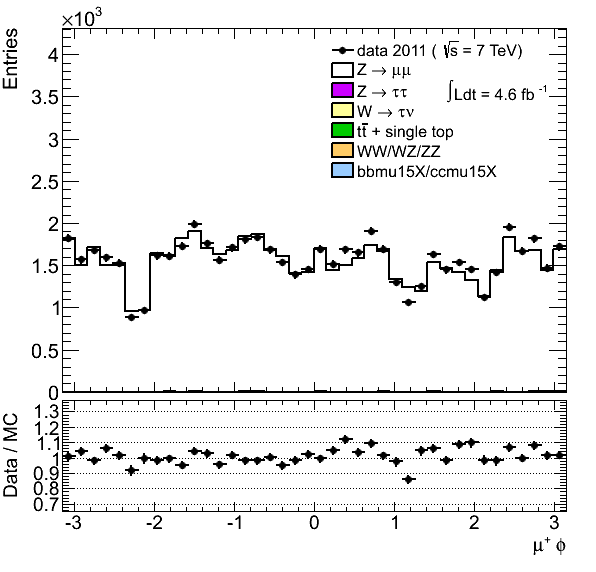 ×10³
Entries
4
3.5
3
2.5
2
1.5
1
0.5
0
data 2011 ( √s = 7 TeV)
Z → μμ
Z → ττ
∫Ldt = 4.6 fb⁻¹
W → τν
tt̅ + single top
WW/WZ/ZZ
bbmu15X/ccmu15X
Data / MC
1.3
1.2
1.1
1
0.9
0.8
0.7
-3 -2 -1 0 1 2 3
μ⁺ ϕ